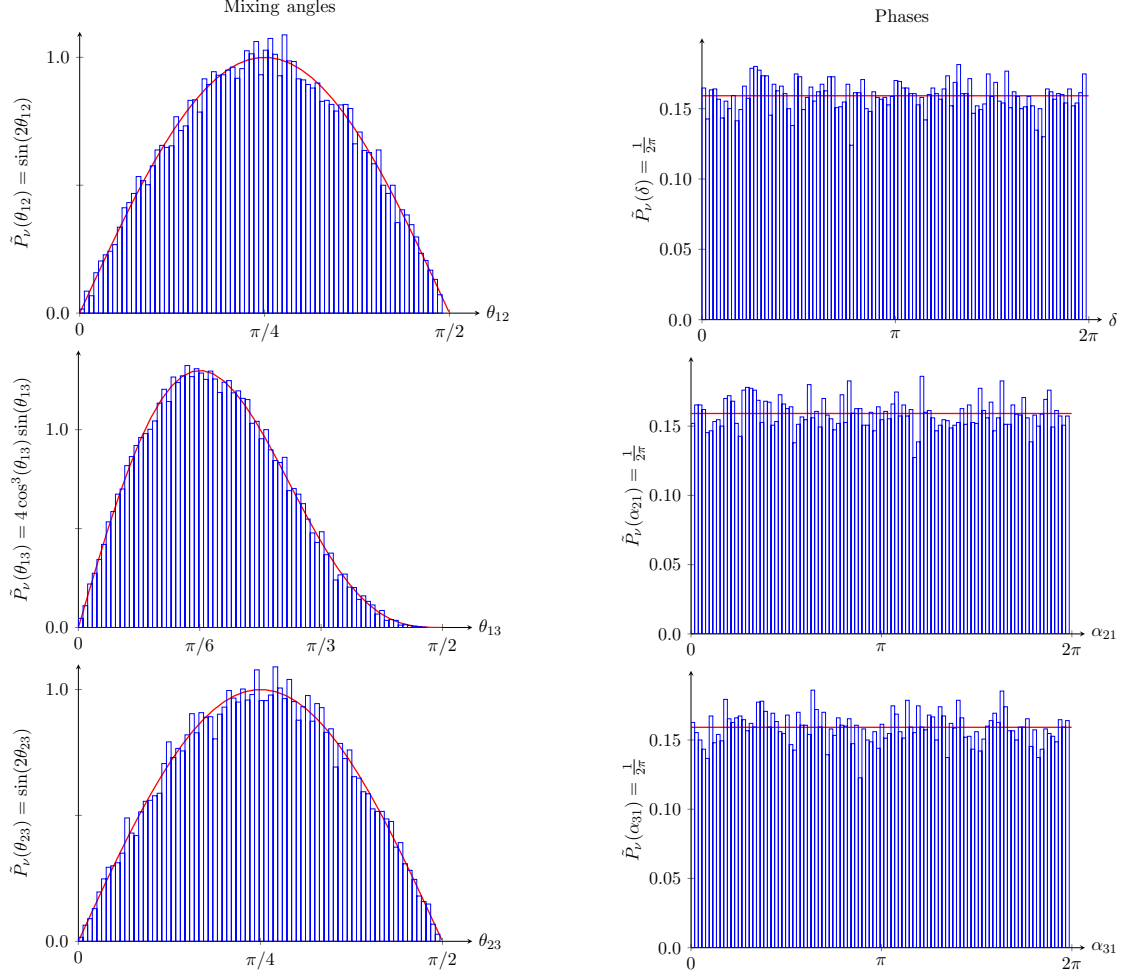 Mixing angles
1.0
0.0
0
π/4
π/2
θ₁₂
P̃ᵥ(θ₁₂) = sin(2θ₁₂)
1.0
0.0
0
π/6
π/3
π/2
θ₁₃
P̃ᵥ(θ₁₃) = 4 cos³(θ₁₃) sin(θ₁₃)
1.0
0.0
0
π/4
π/2
θ₂₃
P̃ᵥ(θ₂₃) = sin(2θ₂₃)
Phases
0.15
0.10
0.05
0.0
0
π
2π
δ
P̃ᵥ(δ) = 1/2π
0.15
0.10
0.05
0.0
0
π
2π
α₂₁
P̃ᵥ(α₂₁) = 1/2π
0.15
0.10
0.05
0.0
0
π
2π
α₃₁
P̃ᵥ(α₃₁) = 1/2π